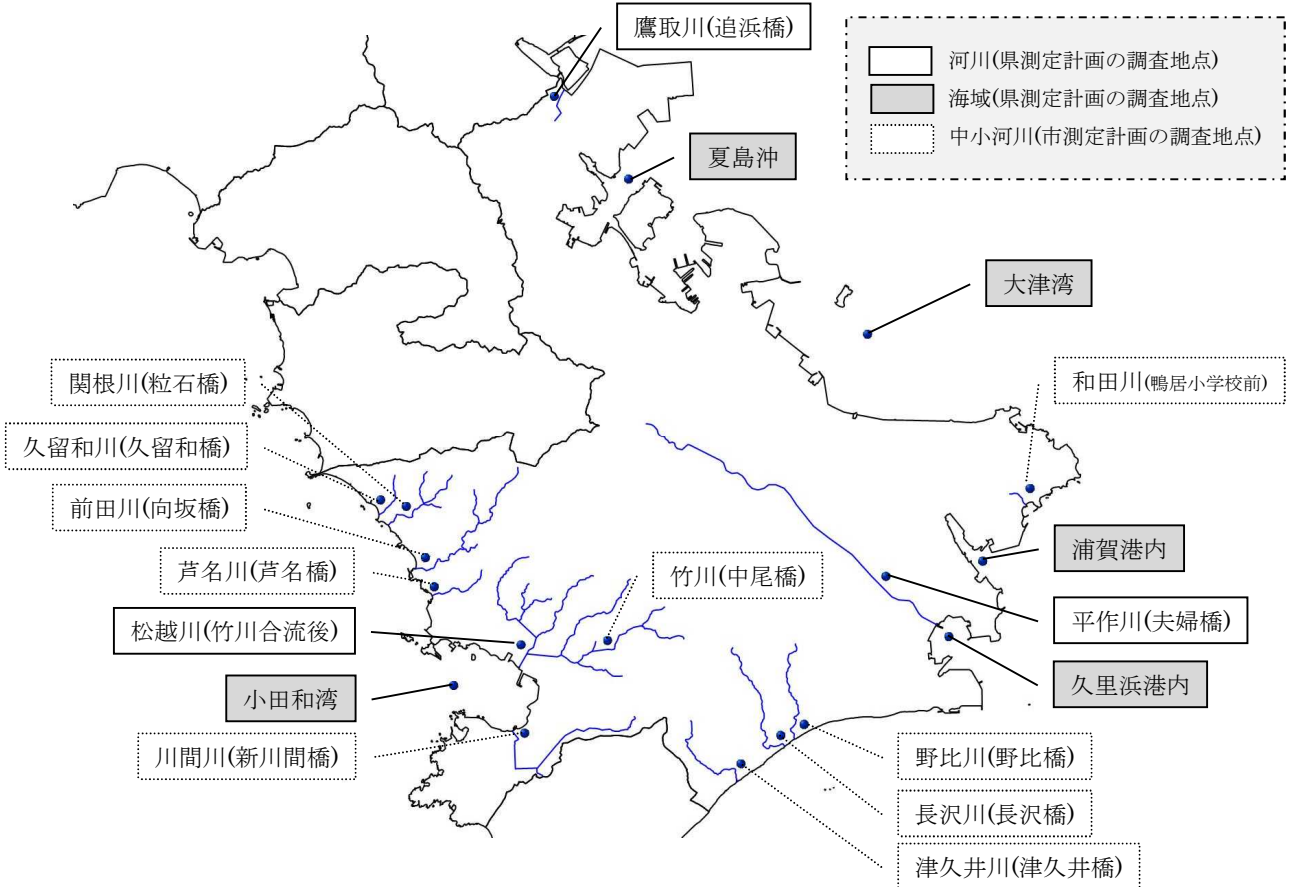 鷹取川(追浜橋)
河川(県測定計画の調査地点)
海域(県測定計画の調査地点)
中小河川(市測定計画の調査地点)
夏島沖
大津湾
関根川(粒石橋)
和田川(鴨居小学校前)
久留和川(久留和橋)
前田川(向坂橋)
浦賀港内
芦名川(芦名橋)
竹川(中尾橋)
平作川(夫婦橋)
松越川(竹川合流後)
久里浜港内
小田和湾
川間川(新川間橋)
野比川(野比橋)
長沢川(長沢橋)
津久井川(津久井橋)